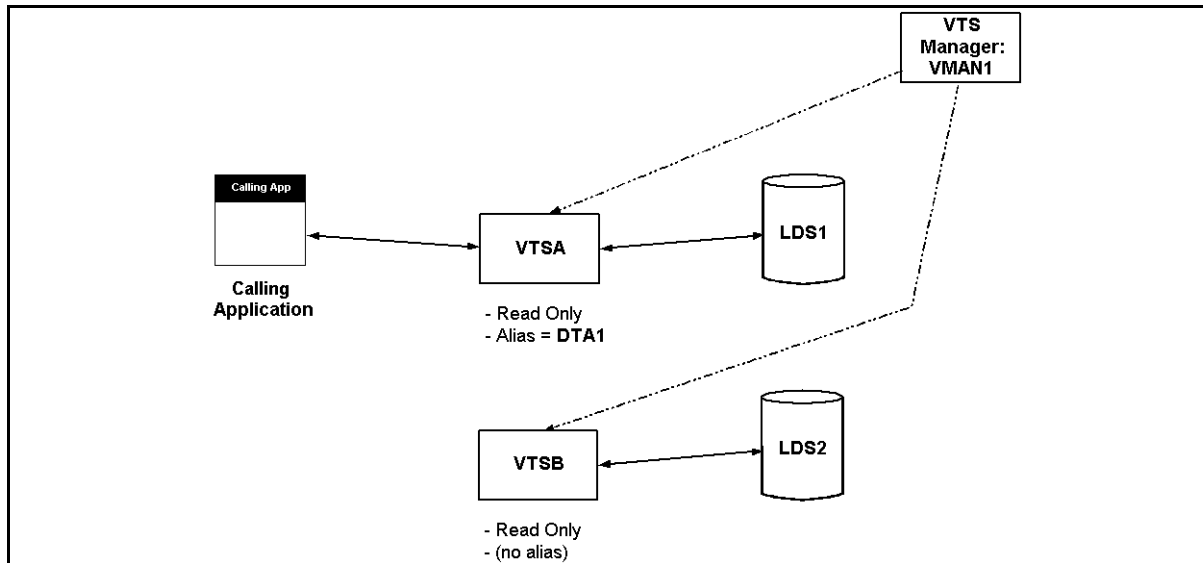 VTS
Manager:
VMAN1
Calling App
Calling
Application
VTSA
LDS1
- Read Only
- Alias = DTA1
VTSB
LDS2
- Read Only
- (no alias)